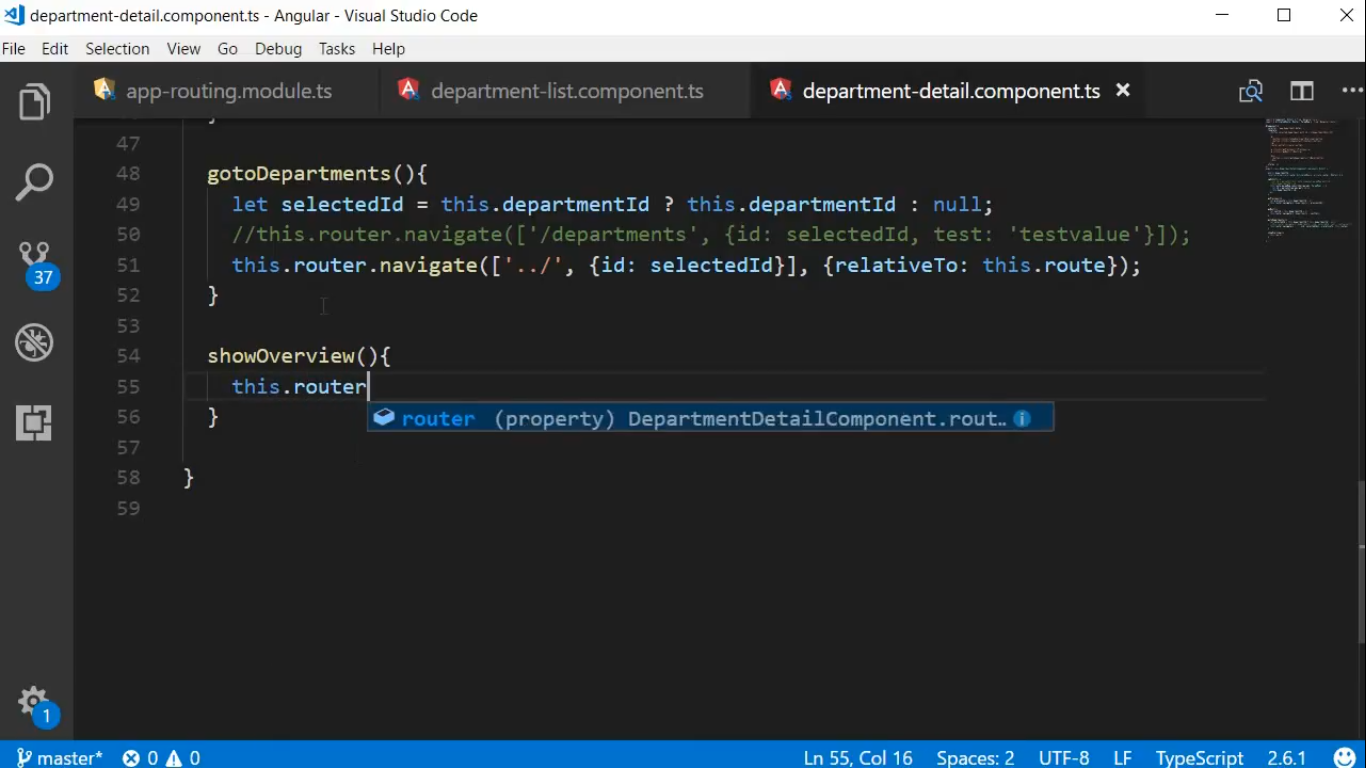 department-detail.component.ts - Angular - Visual Studio Code
File Edit Selection View Go Debug Tasks Help
app-routing.module.ts department-list.component.ts department-detail.component.ts
47
48 gotoDepartments(){
49 let selectedId = this.departmentId ? this.departmentId : null;
50 //this.router.navigate(['/departments', {id: selectedId, test: 'testvalue'}]);
51 this.router.navigate(['../', {id: selectedId}], {relativeTo: this.route});
52 }
53
54 showOverview(){
55 this.router
router (property) DepartmentDetailComponent.rout…
56 }
57
58 }
59
37
1
master* 0 0 Ln 55, Col 16 Spaces: 2 UTF-8 LF TypeScript 2.6.1